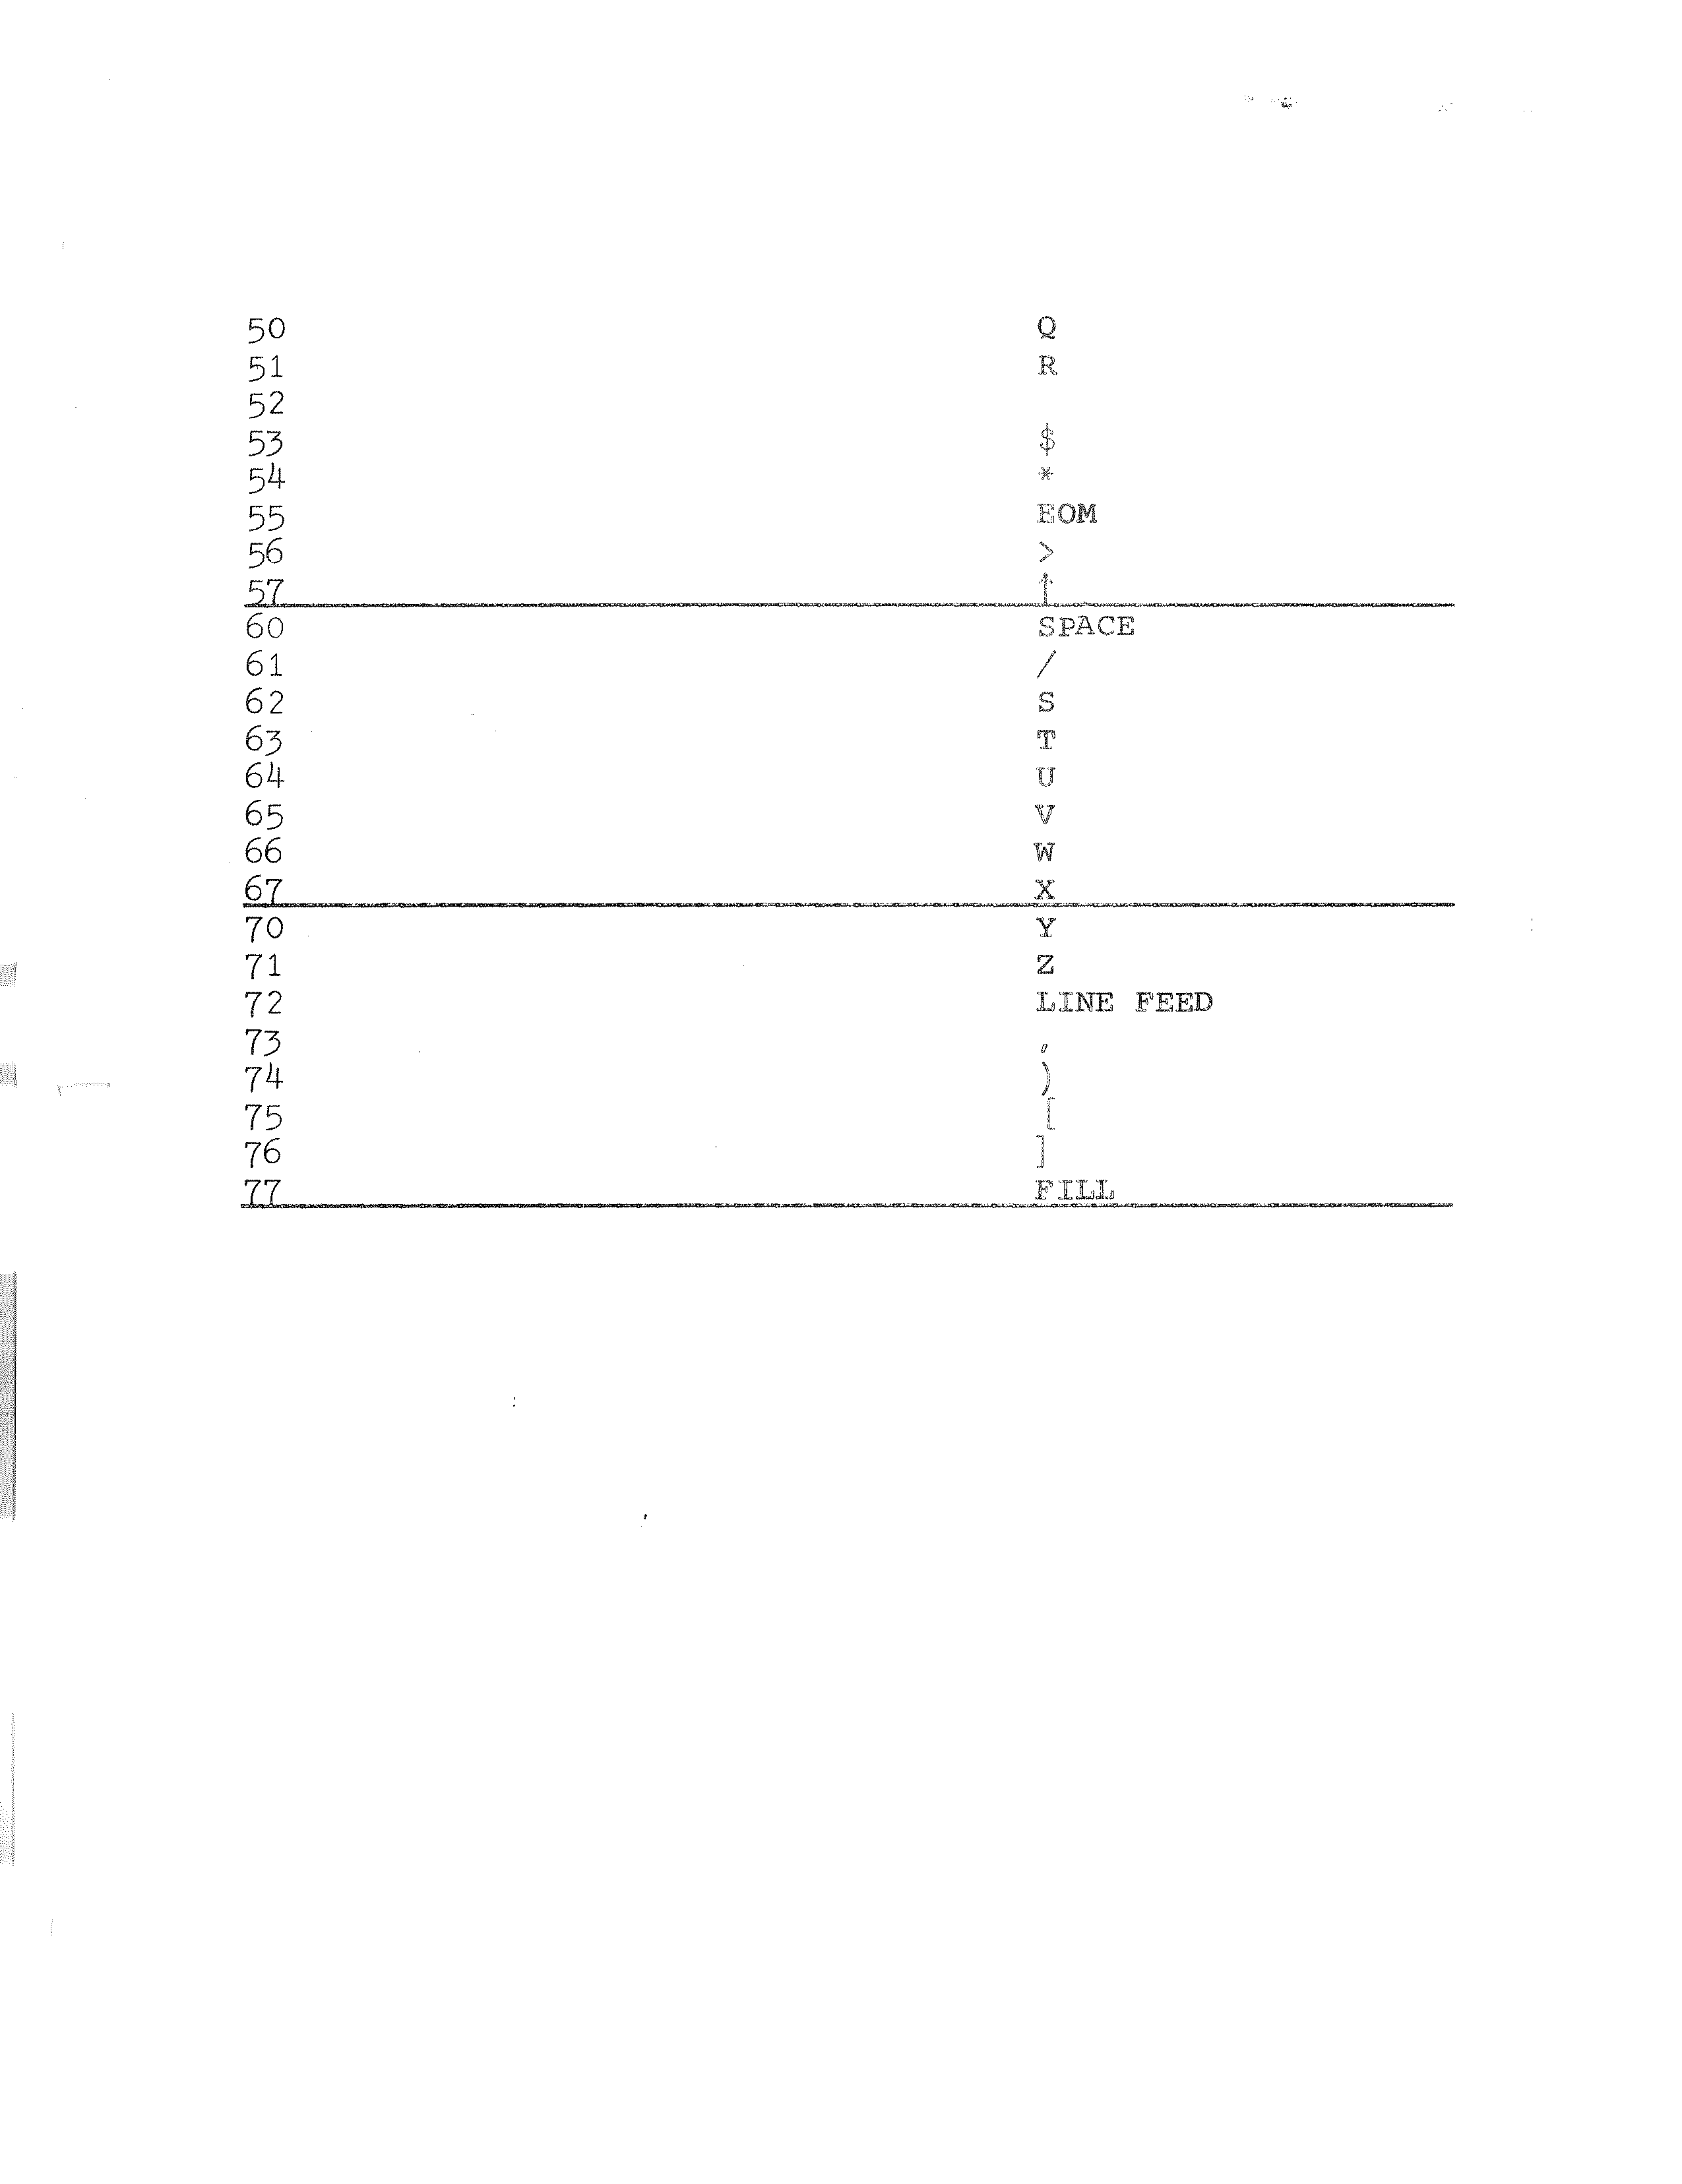 50 Q
51 R
52
53 $
54 *
55 EOM
56 >
57 ↑
60 SPACE
61 /
62 S
63 T
64 U
65 V
66 W
67 X
70 Y
71 Z
72 LINE FEED
73 ,
74 )
75 [
76 ]
77 FILL